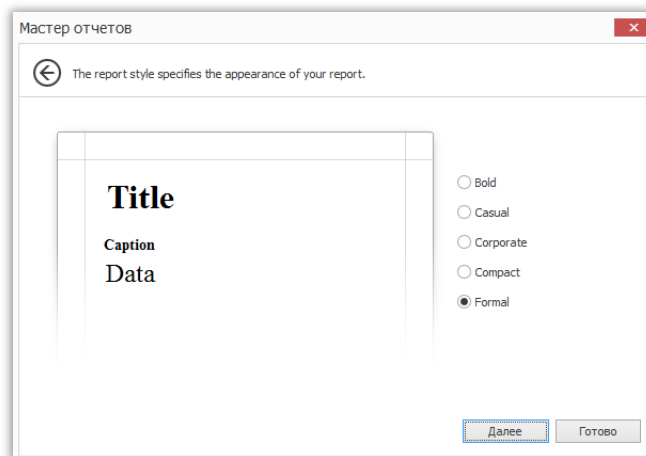 Мастер отчетов
The report style specifies the appearance of your report.
Title
Caption
Data
Bold
Casual
Corporate
Compact
Formal
Далее
Готово